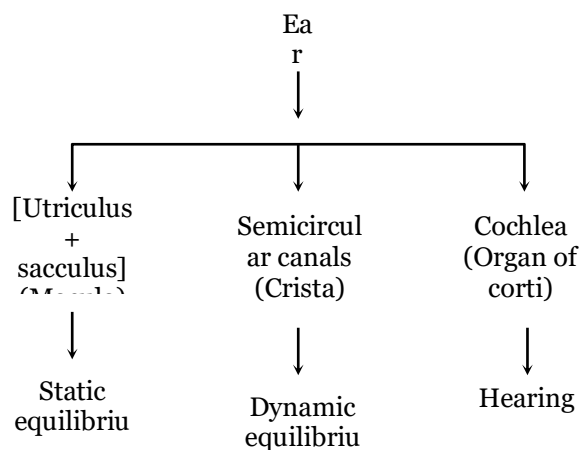 Ea
r
[Utriculus
+
sacculus]
Semicircul
ar canals
(Crista)
Cochlea
(Organ of
corti)
Static
equilibriu
Dynamic
equilibriu
Hearing